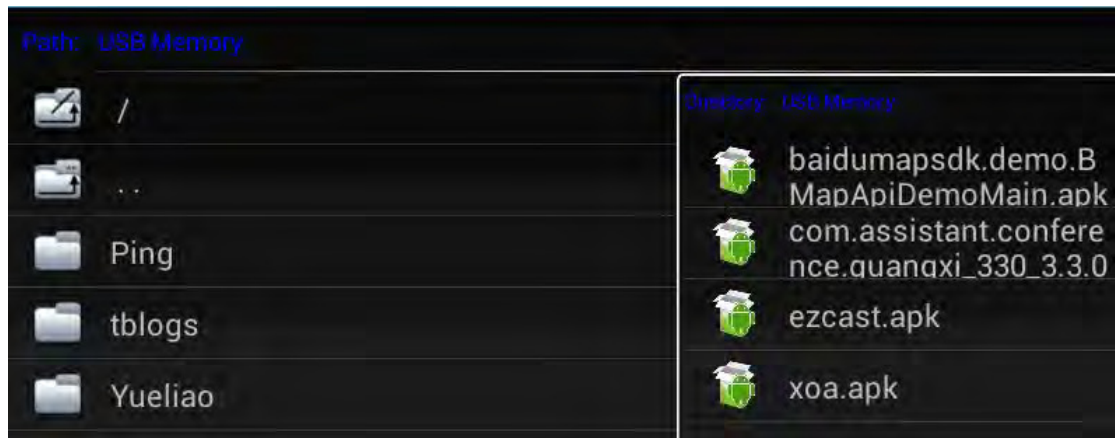 Path: USB Memory
/
..
Ping
tblogs
Yueliao
Directory: USB Memory
baidumapsdk.demo.B
MapApiDemoMain.apk
com.assistant.confere
nce.guangxi_330_3.3.0
ezcast.apk
xoa.apk